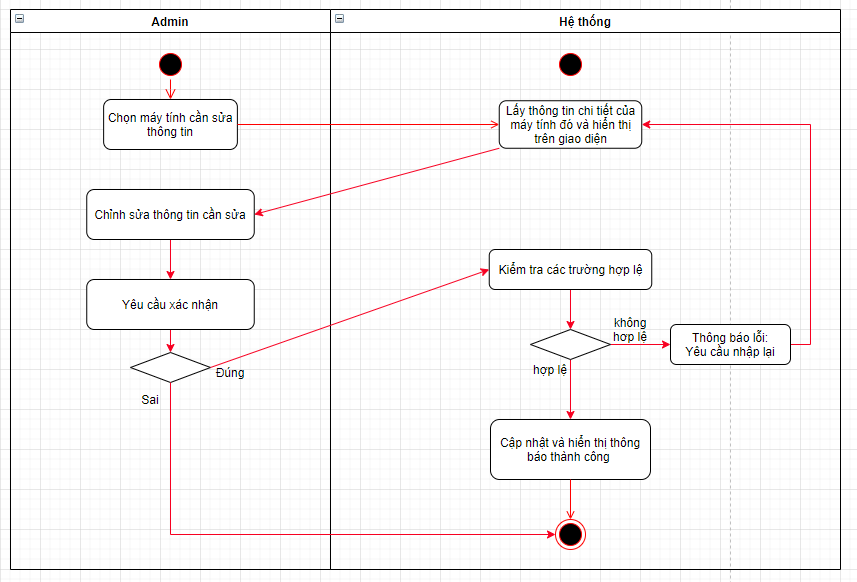 Admin
Hệ thống
Chọn máy tính cần sửa
thông tin
Lấy thông tin chi tiết của
máy tính đó và hiển thị
trên giao diện
Chỉnh sửa thông tin cần sửa
Yêu cầu xác nhận
Kiểm tra các trường hợp lệ
không
hợp lệ
Thông báo lỗi:
Yêu cầu nhập lại
hợp lệ
Đúng
Sai
Cập nhật và hiển thị thông
báo thành công